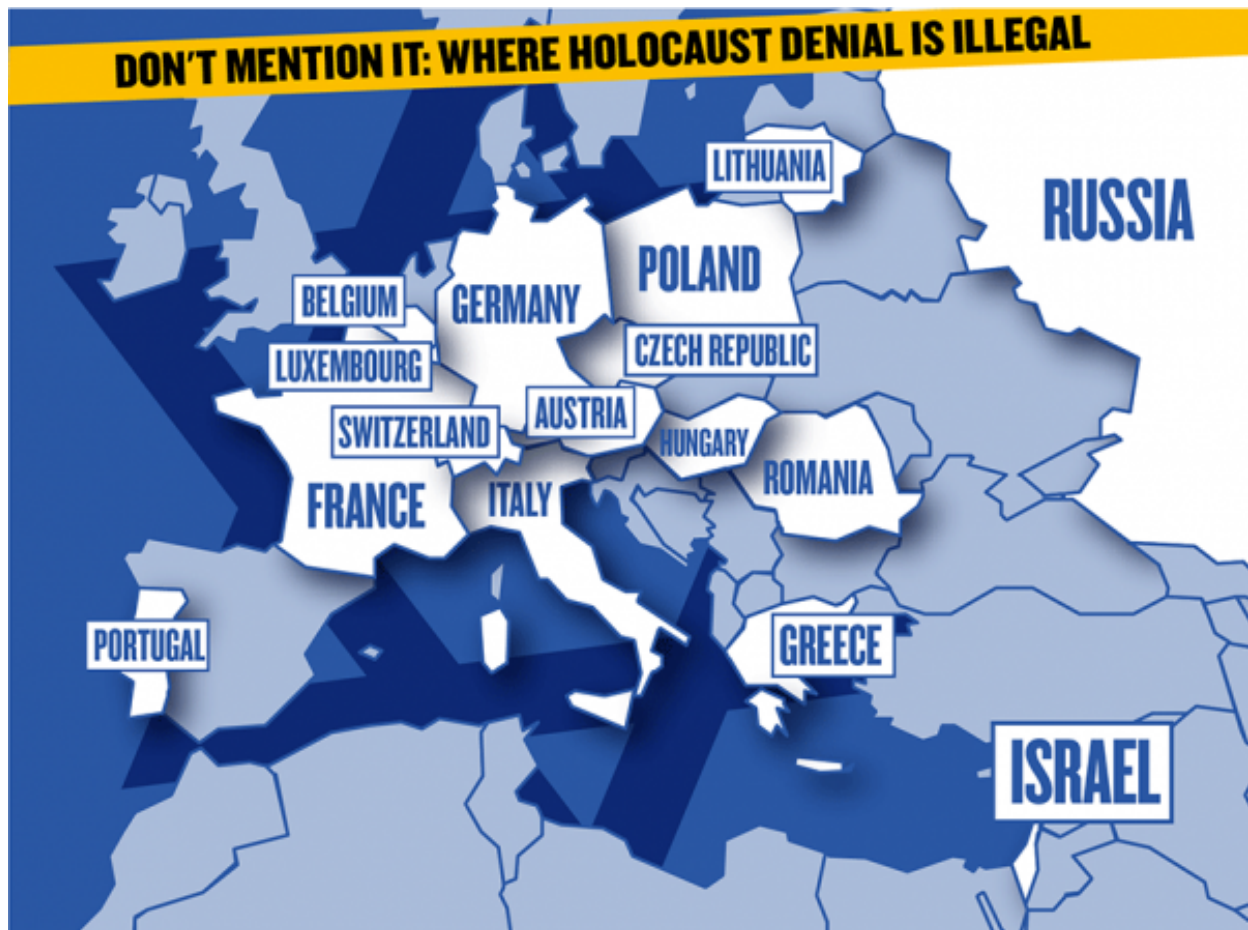 DON'T MENTION IT: WHERE HOLOCAUST DENIAL IS ILLEGAL
LITHUANIA
RUSSIA
POLAND
BELGIUM
GERMANY
CZECH REPUBLIC
LUXEMBOURG
AUSTRIA
SWITZERLAND
HUNGARY
ROMANIA
FRANCE
ITALY
PORTUGAL
GREECE
ISRAEL